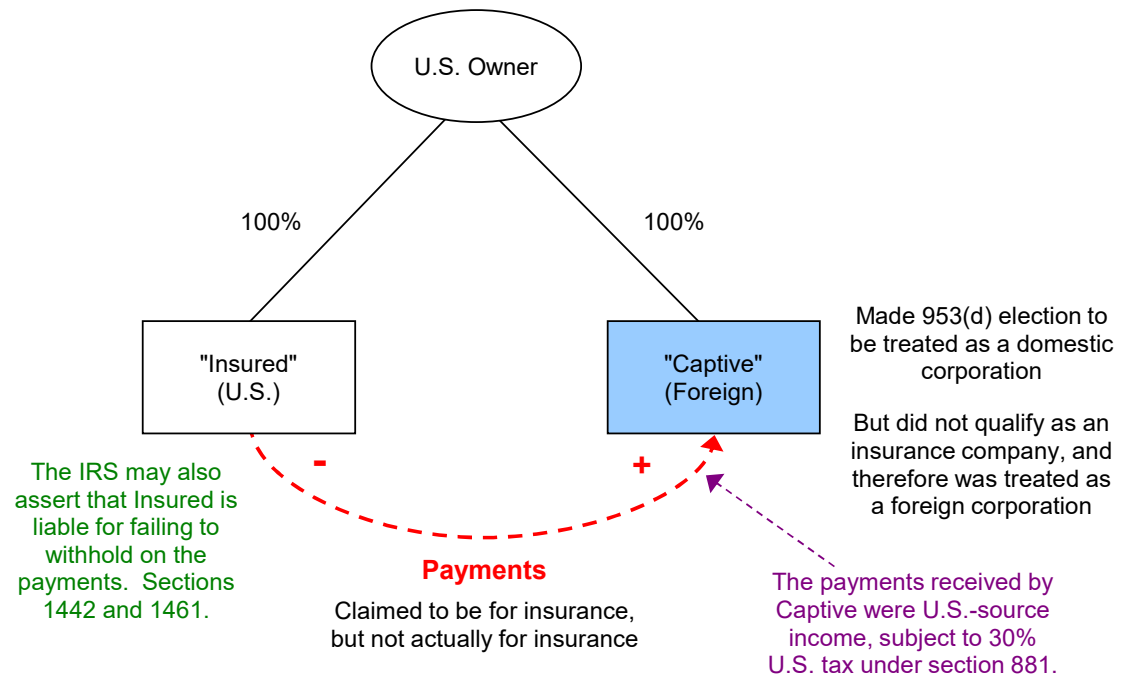 U.S. Owner
100%
100%
"Insured"
(U.S.)
"Captive"
(Foreign)
Made 953(d) election to
be treated as a domestic
corporation
But did not qualify as an
insurance company, and
therefore was treated as
a foreign corporation
-
+
The IRS may also
assert that Insured is
liable for failing to
withhold on the
payments. Sections
1442 and 1461.
Payments
Claimed to be for insurance,
but not actually for insurance
The payments received by
Captive were U.S.-source
income, subject to 30%
U.S. tax under section 881.